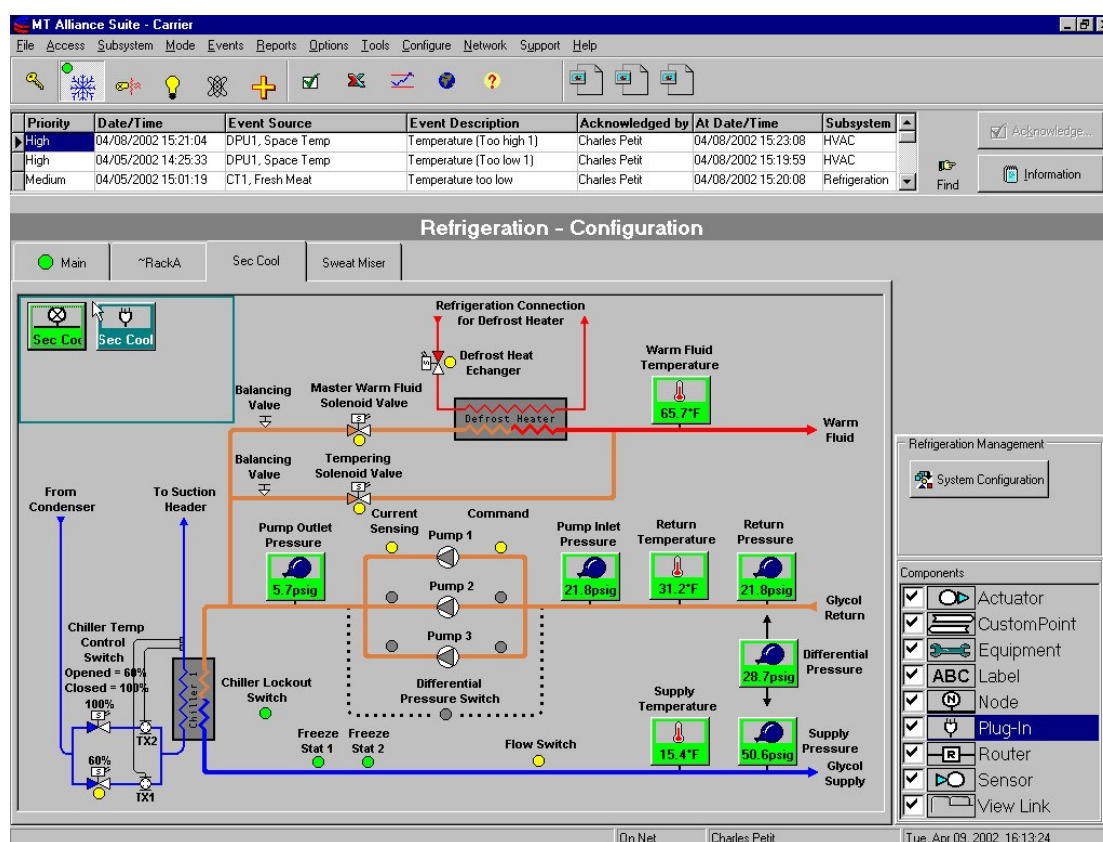 MT Alliance Suite - Carrier
File Access Subsystem Mode Events Reports Options Tools Configure Network Support Help
Priority Date/Time Event Source Event Description Acknowledged by At Date/Time Subsystem
High 04/08/2002 15:21:04 DPU1, Space Temp Temperature (Too high 1) Charles Petit 04/08/2002 15:23:08 HVAC
High 04/05/2002 14:25:33 DPU1, Space Temp Temperature (Too low 1) Charles Petit 04/08/2002 15:19:59 HVAC
Medium 04/05/2002 15:01:19 CT1, Fresh Meat Temperature too low Charles Petit 04/08/2002 15:20:08 Refrigeration
Acknowledge...
Find
Information
Refrigeration - Configuration
Main ~RackA Sec Cool Sweat Miser
Sec Coo
Sec Cool
Refrigeration Connection
for Defrost Heater
Defrost Heat
Echanger
Warm Fluid
Temperature
65.7°F
Balancing
Valve
Master Warm Fluid
Solenoid Valve
Defrost Heater
Warm
Fluid
Balancing
Valve
Tempering
Solenoid Valve
From
Condenser
To Suction
Header
Current
Sensing
Command
Pump Outlet
Pressure
5.7psig
Pump 1
Pump 2
Pump 3
Pump Inlet
Pressure
21.8psig
Return
Temperature
31.2°F
Return
Pressure
21.8psig
Glycol
Return
Chiller Temp
Control
Switch
Opened = 60%
Closed = 100%
100%
TX2
60%
TX1
Chiller 1
Chiller Lockout
Switch
Differential
Pressure Switch
Differential
Pressure
28.7psig
Freeze
Stat 1
Freeze
Stat 2
Flow Switch
Supply
Temperature
15.4°F
Supply
Pressure
50.6psig
Glycol
Supply
Refrigeration Management
System Configuration
Components
Actuator
CustomPoint
Equipment
ABC Label
N Node
Plug-In
R Router
Sensor
View Link
On Net Charles Petit Tue, Apr 09, 2002 16:13:24